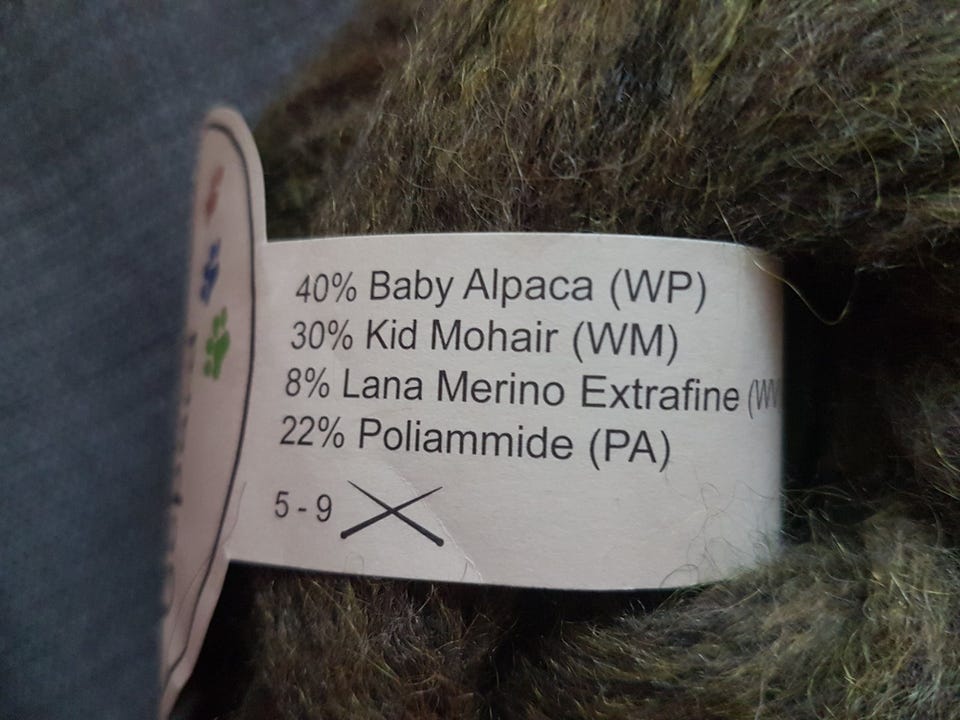 40% Baby Alpaca (WP)
30% Kid Mohair (WM)
8% Lana Merino Extrafine
22% Poliammide (PA)
5 - 9